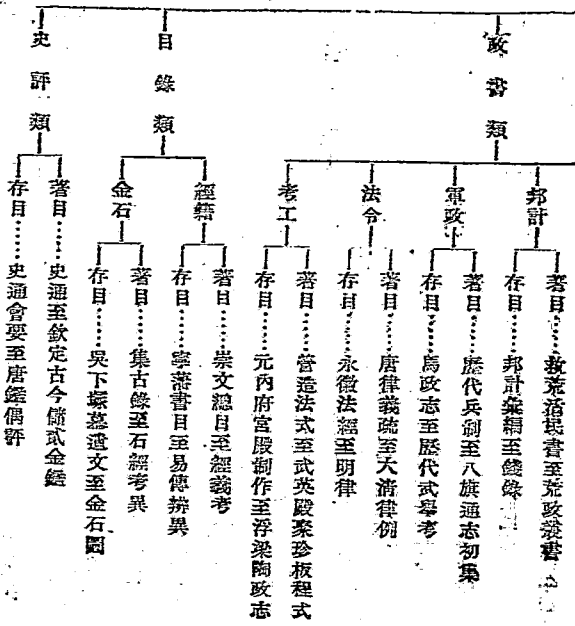 政書類
邦計
著目……救荒活民書至荒政叢書
存目……邦計彙編至錢錄
軍政
著目……歷代兵制至八旗通志初集
存目……馬政志至歷代武舉考
法令
著目……唐律義疏至大清律例
存目……永徽法經至明律
考工
著目……營造法式至武英殿聚珍板程式
存目……元內府宮殿制作至浮梁陶政志
目錄類
經籍
著目……崇文總目至經義考
存目……寧藩書目至易傳辨異
金石
著目……集古錄至石經考異
存目……吳下塚墓遺文至金石圖
史評類
著目……史通至欽定古今儲貳金鑑
存目……史通會要至唐鑑偶評